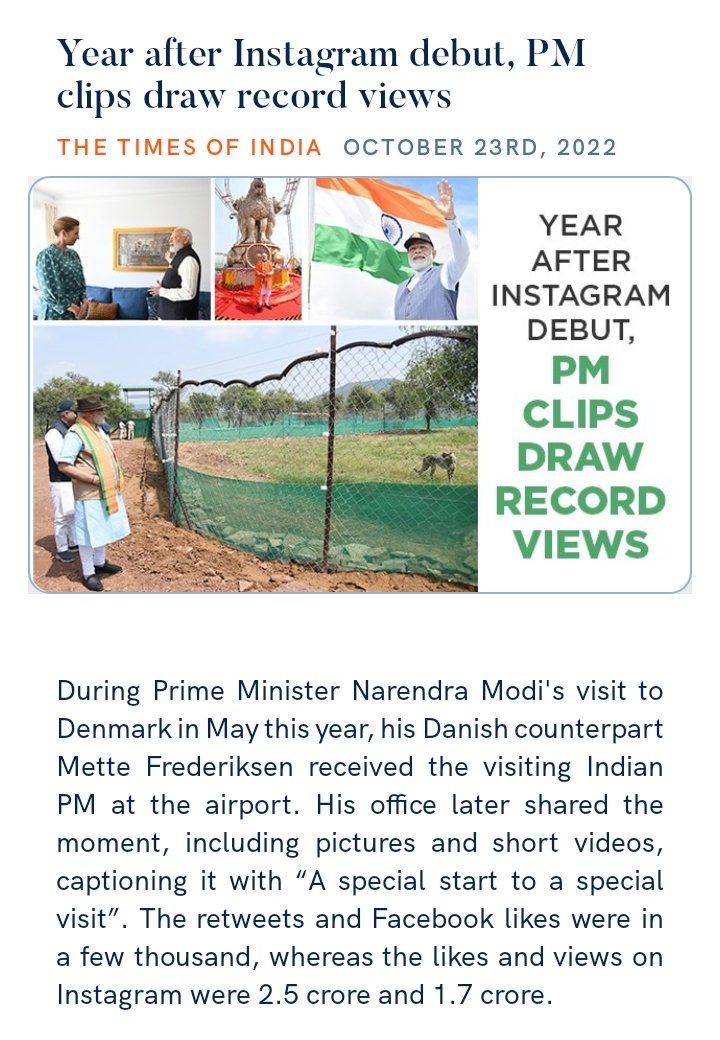 Year after Instagram debut, PM
clips draw record views
THE TIMES OF INDIA OCTOBER 23RD, 2022
YEAR
AFTER
INSTAGRAM
DEBUT,
PM
CLIPS
DRAW
RECORD
VIEWS
During Prime Minister Narendra Modi's visit to
Denmark in May this year, his Danish counterpart
Mette Frederiksen received the visiting Indian
PM at the airport. His office later shared the
moment, including pictures and short videos,
captioning it with “A special start to a special
visit”. The retweets and Facebook likes were in
a few thousand, whereas the likes and views on
Instagram were 2.5 crore and 1.7 crore.